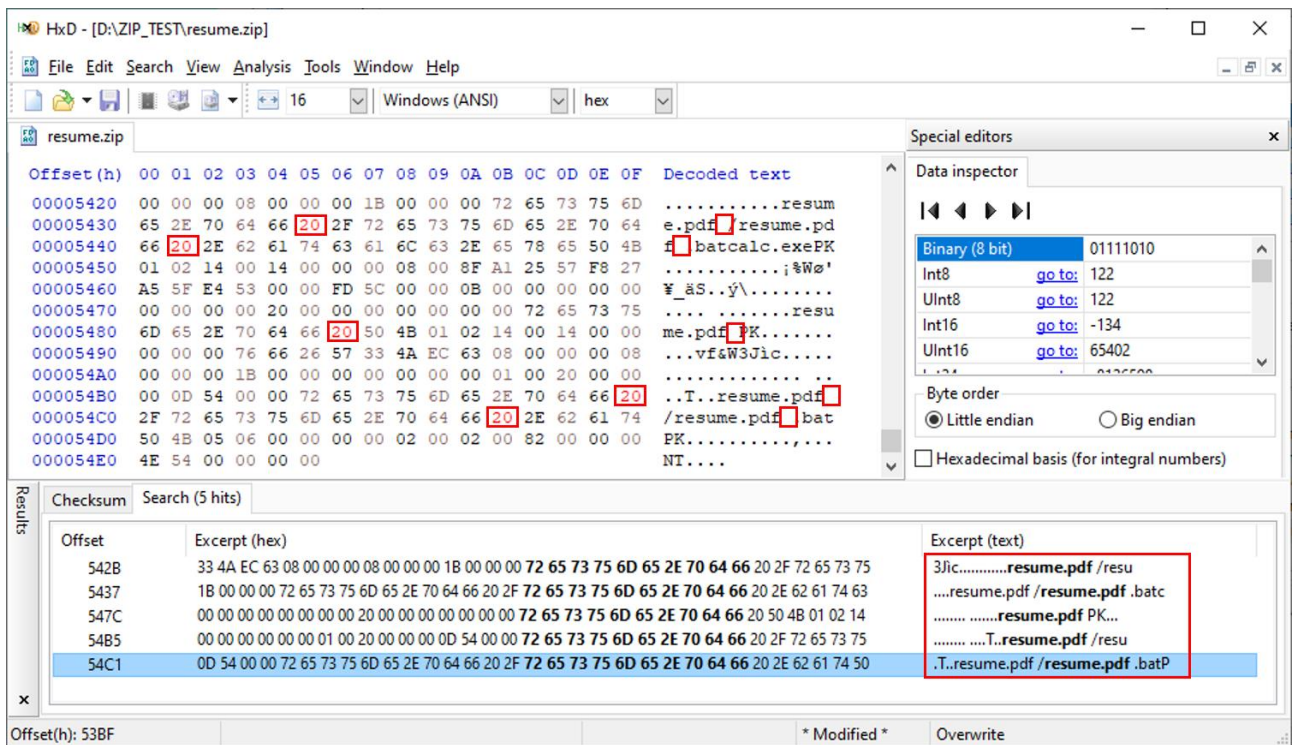 HxD - [D:\ZIP_TEST\resume.zip]
File Edit Search View Analysis Tools Window Help
16 Windows (ANSI) hex
resume.zip
Special editors x
Offset(h) 00 01 02 03 04 05 06 07 08 09 0A 0B 0C 0D 0E 0F Decoded text
Data inspector
00005420 00 00 00 08 00 00 00 1B 00 00 00 72 65 73 75 6D ...........resum
00005430 65 2E 70 64 66 20 2F 72 65 73 75 6D 65 2E 70 64 e.pdf /resume.pd
00005440 66 20 2E 62 61 74 63 61 6C 63 2E 65 78 65 50 4B f batcalc.exePK
00005450 01 02 14 00 14 00 00 00 08 00 8F A1 25 57 F8 27 ...........¡%Wø'
00005460 A5 5F E4 53 00 00 FD 5C 00 00 0B 00 00 00 00 00 ¥_äS..ý\........
00005470 00 00 00 00 20 00 00 00 00 00 00 00 72 65 73 75 .... .......resu
00005480 6D 65 2E 70 64 66 20 50 4B 01 02 14 00 14 00 00 me.pdf PK.......
00005490 00 00 00 76 66 26 57 33 4A EC 63 08 00 00 00 08 ...vf&W3Jìc.....
000054A0 00 00 00 1B 00 00 00 00 00 00 00 01 00 20 00 00 ............. ..
000054B0 00 0D 54 00 00 72 65 73 75 6D 65 2E 70 64 66 20 ..T..resume.pdf
000054C0 2F 72 65 73 75 6D 65 2E 70 64 66 20 2E 62 61 74 /resume.pdf bat
000054D0 50 4B 05 06 00 00 00 00 02 00 02 00 82 00 00 00 PK..........‚...
000054E0 4E 54 00 00 00 00 NT....
Binary (8 bit) 01111010
Int8 go to: 122
UInt8 go to: 122
Int16 go to: -134
UInt16 go to: 65402
Byte order
Little endian Big endian
Hexadecimal basis (for integral numbers)
Results
Checksum Search (5 hits)
Offset Excerpt (hex) Excerpt (text)
542B 33 4A EC 63 08 00 00 00 08 00 00 00 1B 00 00 00 72 65 73 75 6D 65 2E 70 64 66 20 2F 72 65 73 75 3Jìc............resume.pdf /resu
5437 1B 00 00 00 72 65 73 75 6D 65 2E 70 64 66 20 2F 72 65 73 75 6D 65 2E 70 64 66 20 2E 62 61 74 63 ....resume.pdf /resume.pdf .batc
547C 00 00 00 00 00 00 00 00 20 00 00 00 00 00 00 00 72 65 73 75 6D 65 2E 70 64 66 20 50 4B 01 02 14 ........ .......resume.pdf PK...
54B5 00 00 00 00 00 00 00 01 00 20 00 00 00 0D 54 00 00 72 65 73 75 6D 65 2E 70 64 66 20 2F 72 65 73 75 ........ ....T..resume.pdf /resu
54C1 0D 54 00 00 72 65 73 75 6D 65 2E 70 64 66 20 2F 72 65 73 75 6D 65 2E 70 64 66 20 2E 62 61 74 50 .T..resume.pdf /resume.pdf .batP
Offset(h): 53BF * Modified * Overwrite